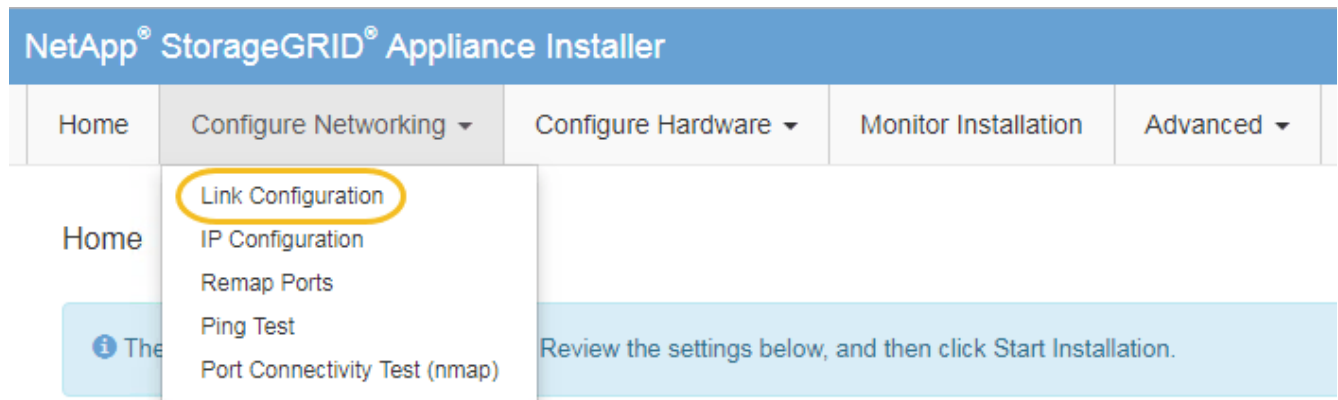 NetApp® StorageGRID® Appliance Installer
Home Configure Networking Configure Hardware Monitor Installation Advanced
Link Configuration
Home
IP Configuration
Remap Ports
Ping Test
The
Review the settings below, and then click Start Installation.
Port Connectivity Test (nmap)